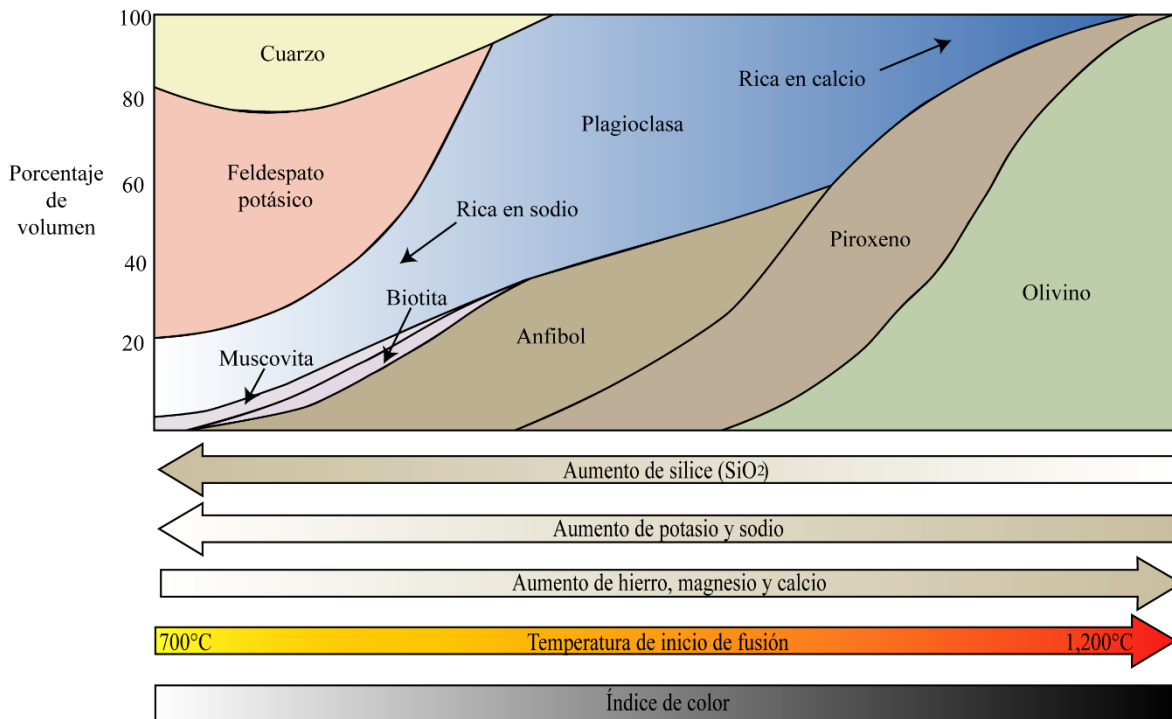 100
Cuarzo
Rica en calcio
80
Plagioclasa
Porcentaje
de
volumen
60
Feldespato
potásico
Rica en sodio
Piroxeno
40
Biotita
Olivino
20
Muscovita
Anfibol
Aumento de silice (SiO2)
Aumento de potasio y sodio
Aumento de hierro, magnesio y calcio
700°C Temperatura de inicio de fusión 1,200°C
Índice de color